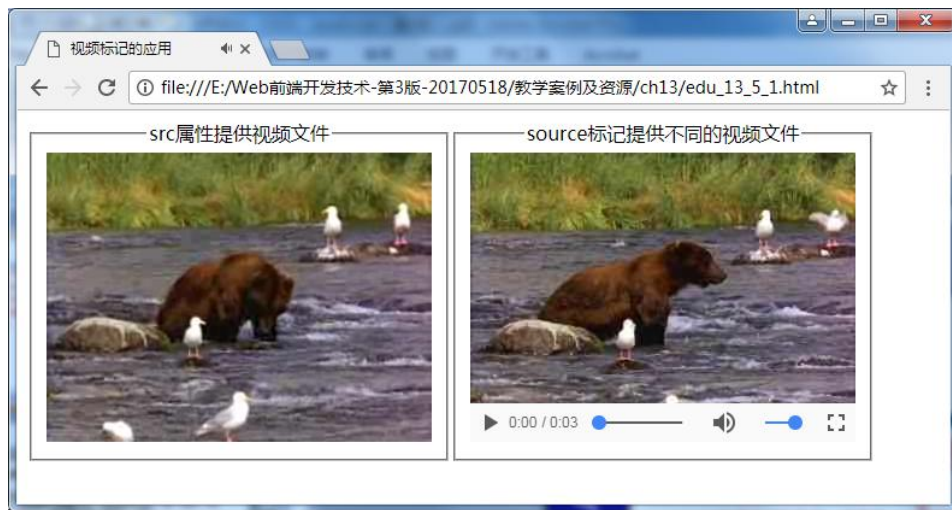 视频标记的应用
file:///E:/Web前端开发技术-第3版-20170518/教学案例及资源/ch13/edu_13_5_1.html
src属性提供视频文件
source标记提供不同的视频文件
0:00 / 0:03